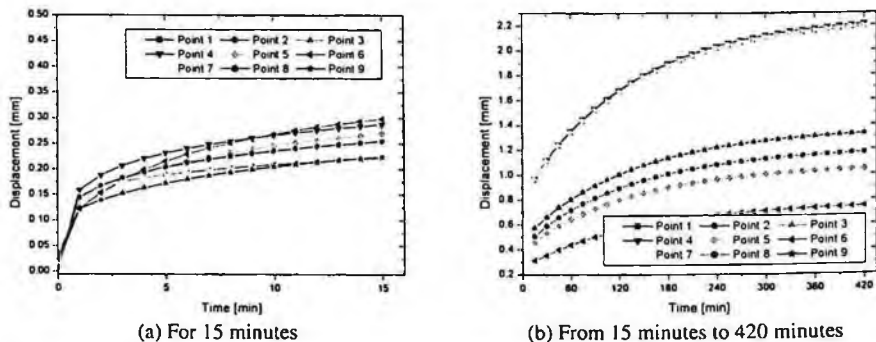 0.50
0.45
0.40
0.35
0.30
0.25
0.20
0.15
0.10
0.05
0.00
Displacement [mm]
Point 1 Point 2 Point 3
Point 4 Point 5 Point 6
Point 7 Point 8 Point 9
0 5 10 15
Time [min]
(a) For 15 minutes
2.2
2.0
1.8
1.6
1.4
1.2
1.0
0.8
0.6
0.4
0.2
Displacement [mm]
Point 1 Point 2 Point 3
Point 4 Point 5 Point 6
Point 7 Point 8 Point 9
0 60 120 180 240 300 360 420
Time [min]
(b) From 15 minutes to 420 minutes